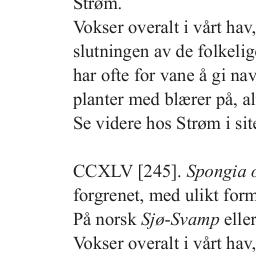 Strøm.
Vokser overalt i vårt hav,
slutningen av de folkelig
har ofte for vane å gi nav
planter med blærer på, al
Se videre hos Strøm i
CCXLV [245]. Spongia
forgrenet, med ulikt form
På norsk Sjø-Svamp eller
Vokser overalt i vårt hav,